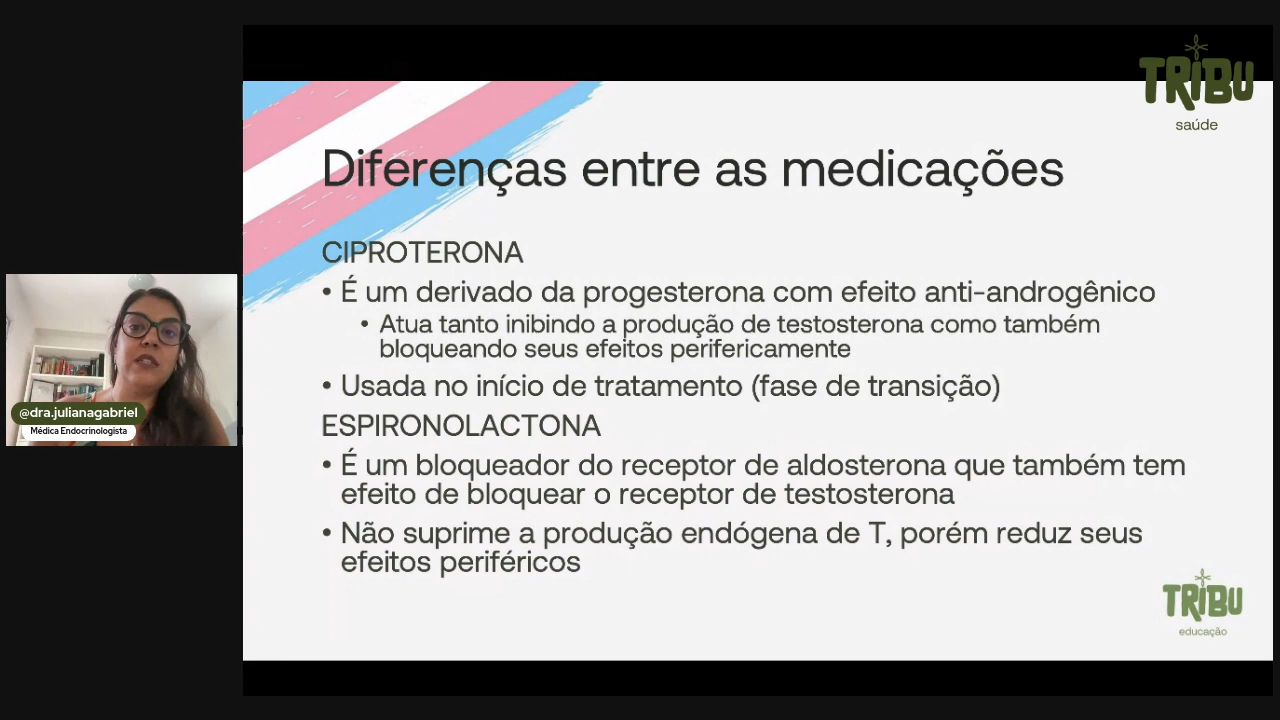 TRIBU
saúde
Diferenças entre as medicações
CIPROTERONA
• É um derivado da progesterona com efeito anti-androgênico
• Atua tanto inibindo a produção de testosterona como também
bloqueando seus efeitos perifericamente
• Usada no início de tratamento (fase de transição)
ESPIRONOLACTONA
• É um bloqueador do receptor de aldosterona que também tem
efeito de bloquear o receptor de testosterona
• Não suprime a produção endógena de T, porém reduz seus
efeitos periféricos
@dra.julianagabriel
Médica Endocrinologista
TRIBU
educação